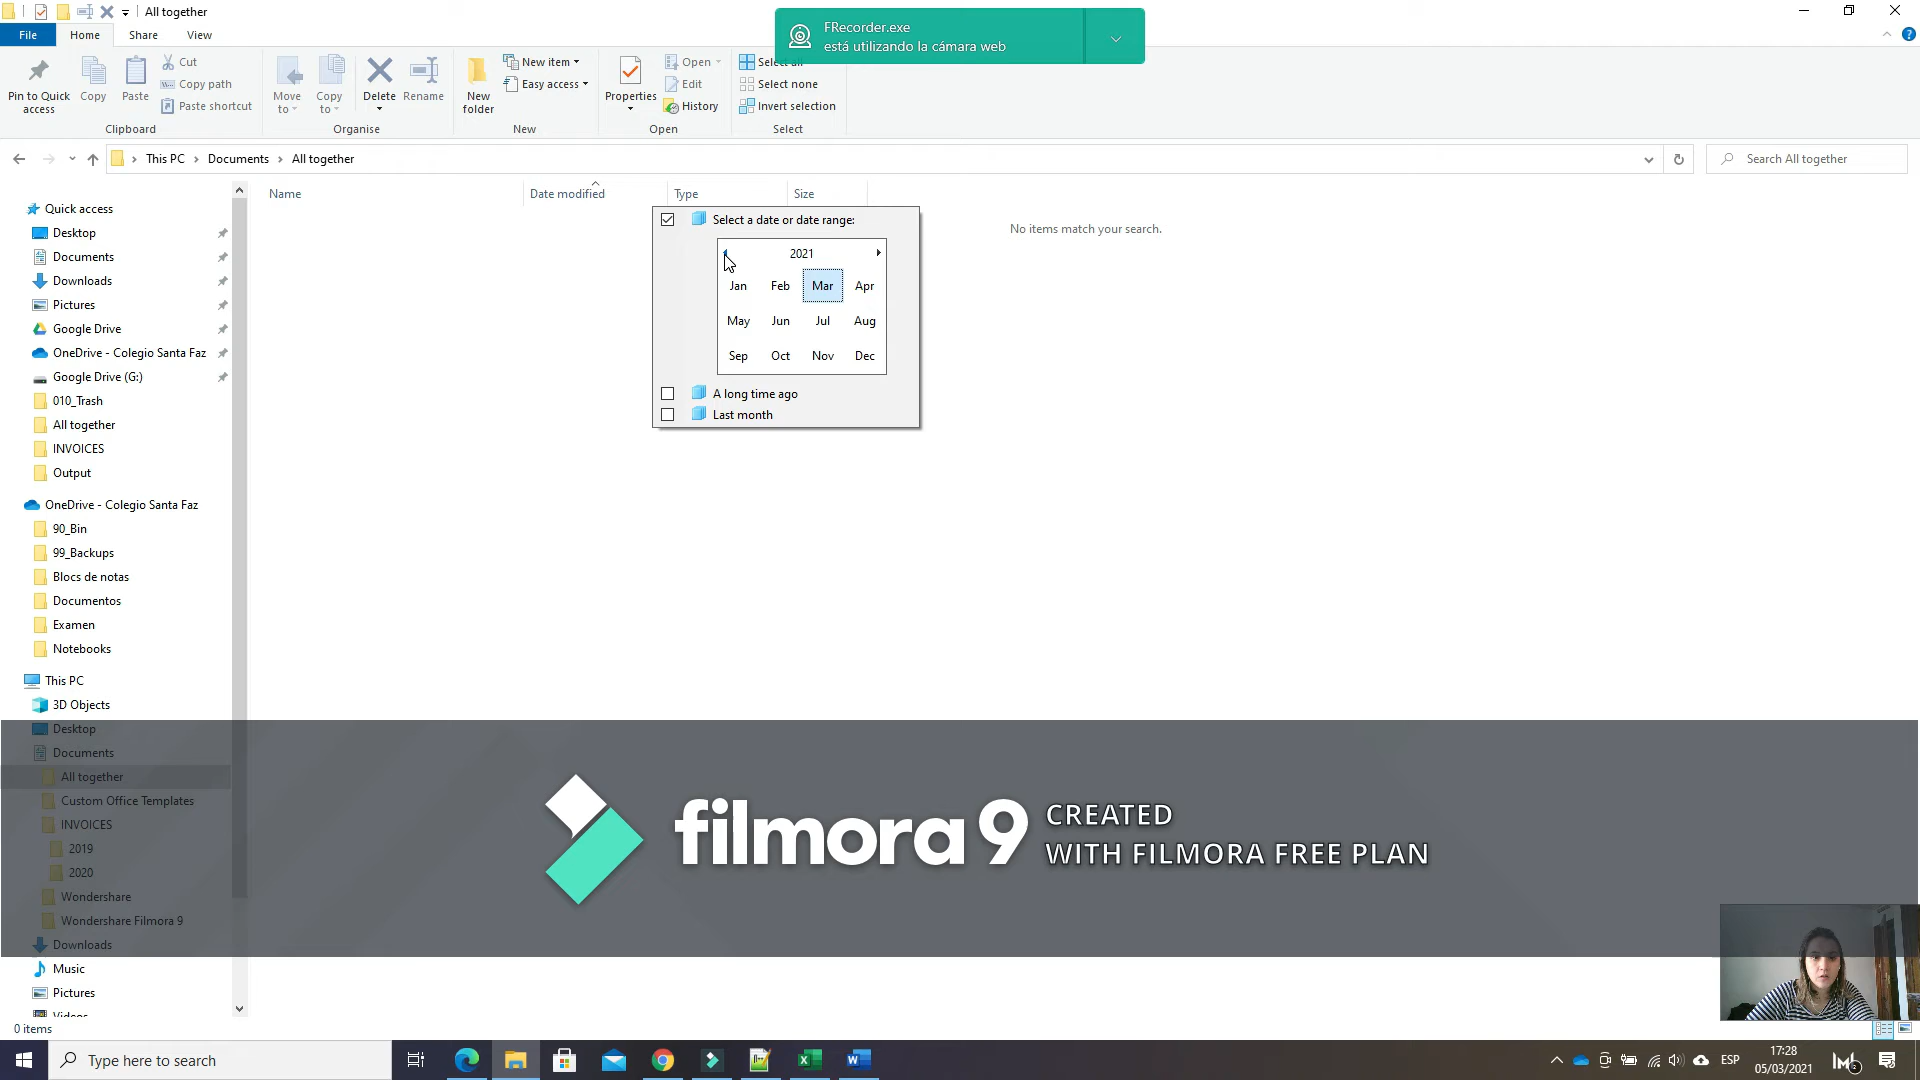 All together
File
Home
Share
View
FRecorder.exe
está utilizando la cámara web
Pin to Quick access
Copy
Paste
Cut
Copy path
Paste shortcut
Clipboard
Move to
Copy to
Delete
Rename
Organise
New folder
New item
Easy access
New
Properties
Open
Edit
History
Open
Select all
Select none
Invert selection
Select
This PC > Documents > All together
Search All together
Name
Date modified
Type
Size
No items match your search.
Select a date or date range:
2021
Jan Feb Mar Apr
May Jun Jul Aug
Sep Oct Nov Dec
A long time ago
Last month
Quick access
Desktop
Documents
Downloads
Pictures
Google Drive
OneDrive - Colegio Santa Faz
Google Drive (G:)
010_Trash
All together
INVOICES
Output
OneDrive - Colegio Santa Faz
90_Bin
99_Backups
Blocs de notas
Documentos
Examen
Notebooks
This PC
3D Objects
Desktop
Documents
All together
Custom Office Templates
INVOICES
2019
2020
Wondershare
Wondershare Filmora 9
Downloads
Music
Pictures
Videos
filmora 9
CREATED
WITH FILMORA FREE PLAN
0 items
Type here to search
ESP
17:28
05/03/2021